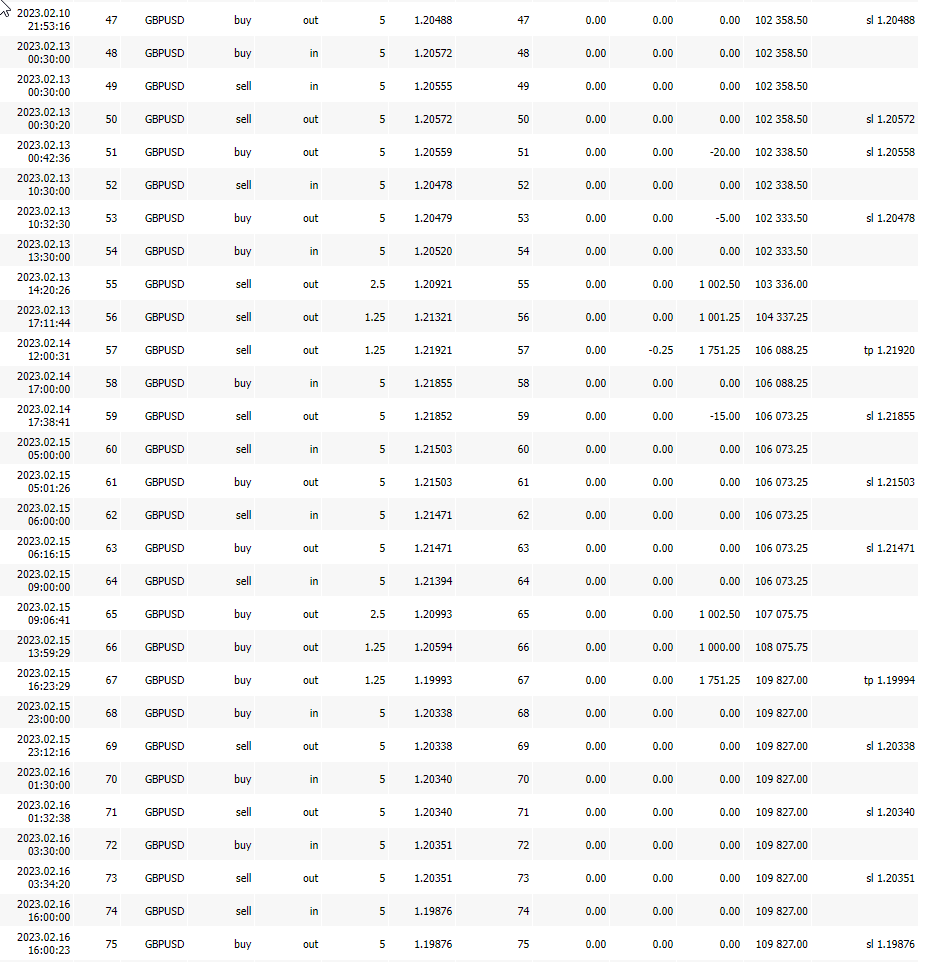 2023.02.10 21:53:16 47 GBPUSD buy out 5 1.20488 47 0.00 0.00 0.00 102 358.50 sl 1.20488
2023.02.13 00:30:00 48 GBPUSD buy in 5 1.20572 48 0.00 0.00 0.00 102 358.50
2023.02.13 00:30:00 49 GBPUSD sell in 5 1.20555 49 0.00 0.00 0.00 102 358.50
2023.02.13 00:30:20 50 GBPUSD sell out 5 1.20572 50 0.00 0.00 0.00 102 358.50 sl 1.20572
2023.02.13 00:42:36 51 GBPUSD buy out 5 1.20559 51 0.00 0.00 -20.00 102 338.50 sl 1.20558
2023.02.13 10:30:00 52 GBPUSD sell in 5 1.20478 52 0.00 0.00 0.00 102 338.50
2023.02.13 10:32:30 53 GBPUSD buy out 5 1.20479 53 0.00 0.00 -5.00 102 333.50 sl 1.20478
2023.02.13 13:30:00 54 GBPUSD buy in 5 1.20520 54 0.00 0.00 0.00 102 333.50
2023.02.13 14:20:26 55 GBPUSD sell out 2.5 1.20921 55 0.00 0.00 1 002.50 103 336.00
2023.02.13 17:11:44 56 GBPUSD sell out 1.25 1.21321 56 0.00 0.00 1 001.25 104 337.25
2023.02.14 12:00:31 57 GBPUSD sell out 1.25 1.21921 57 0.00 -0.25 1 751.25 106 088.25 tp 1.21920
2023.02.14 17:00:00 58 GBPUSD buy in 5 1.21855 58 0.00 0.00 0.00 106 088.25
2023.02.14 17:38:41 59 GBPUSD sell out 5 1.21852 59 0.00 0.00 -15.00 106 073.25 sl 1.21855
2023.02.15 05:00:00 60 GBPUSD sell in 5 1.21503 60 0.00 0.00 0.00 106 073.25
2023.02.15 05:01:26 61 GBPUSD buy out 5 1.21503 61 0.00 0.00 0.00 106 073.25 sl 1.21503
2023.02.15 06:00:00 62 GBPUSD sell in 5 1.21471 62 0.00 0.00 0.00 106 073.25
2023.02.15 06:16:15 63 GBPUSD buy out 5 1.21471 63 0.00 0.00 0.00 106 073.25 sl 1.21471
2023.02.15 09:00:00 64 GBPUSD sell in 5 1.21394 64 0.00 0.00 0.00 106 073.25
2023.02.15 09:06:41 65 GBPUSD buy out 2.5 1.20993 65 0.00 0.00 1 002.50 107 075.75
2023.02.15 13:59:29 66 GBPUSD buy out 1.25 1.20594 66 0.00 0.00 1 000.00 108 075.75
2023.02.15 16:23:29 67 GBPUSD buy out 1.25 1.19993 67 0.00 0.00 1 751.25 109 827.00 tp 1.19994
2023.02.15 23:00:00 68 GBPUSD buy in 5 1.20338 68 0.00 0.00 0.00 109 827.00
2023.02.15 23:12:16 69 GBPUSD sell out 5 1.20338 69 0.00 0.00 0.00 109 827.00 sl 1.20338
2023.02.16 01:30:00 70 GBPUSD buy in 5 1.20340 70 0.00 0.00 0.00 109 827.00
2023.02.16 01:32:38 71 GBPUSD sell out 5 1.20340 71 0.00 0.00 0.00 109 827.00 sl 1.20340
2023.02.16 03:30:00 72 GBPUSD buy in 5 1.20351 72 0.00 0.00 0.00 109 827.00
2023.02.16 03:34:20 73 GBPUSD sell out 5 1.20351 73 0.00 0.00 0.00 109 827.00 sl 1.20351
2023.02.16 16:00:00 74 GBPUSD sell in 5 1.19876 74 0.00 0.00 0.00 109 827.00
2023.02.16 16:00:23 75 GBPUSD buy out 5 1.19876 75 0.00 0.00 0.00 109 827.00 sl 1.19876